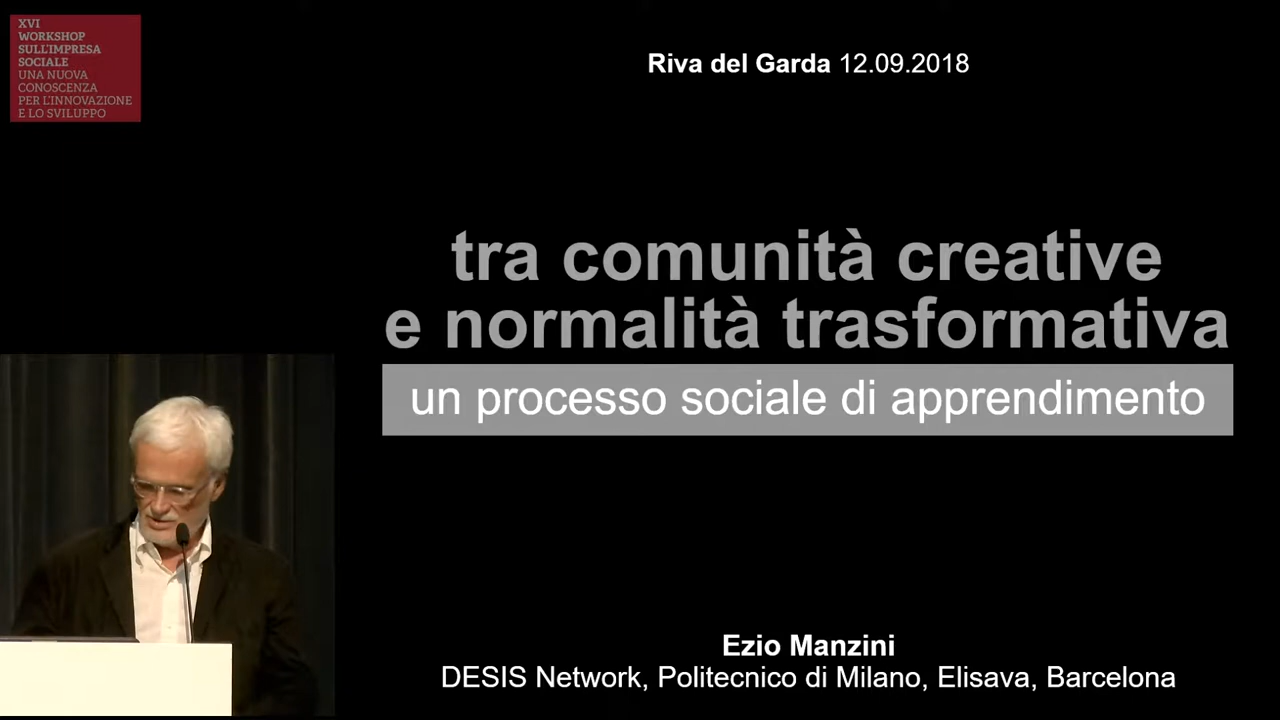 XVI
WORKSHOP
SULL'IMPRESA
SOCIALE
UNA NUOVA
CONOSCENZA
PER L'INNOVAZIONE
E LO SVILUPPO
Riva del Garda 12.09.2018
tra comunità creative
e normalità trasformativa
un processo sociale di apprendimento
Ezio Manzini
DESIS Network, Politecnico di Milano, Elisava, Barcelona